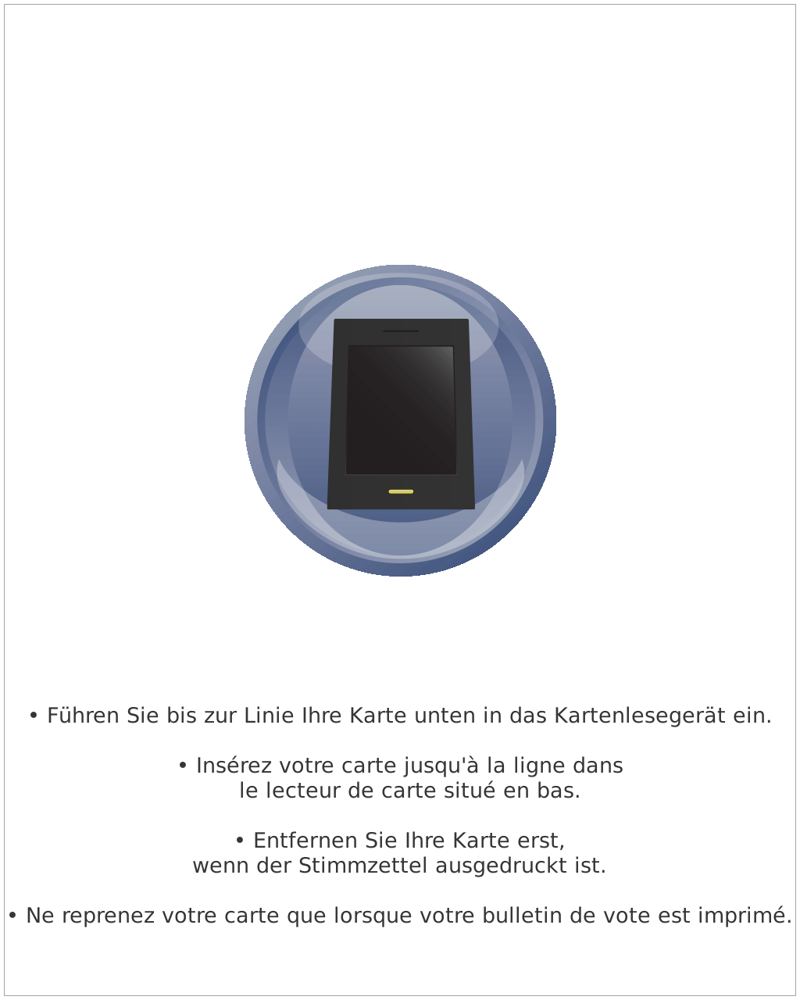 • Führen Sie bis zur Linie Ihre Karte unten in das Kartenlesegerät ein.
• Insérez votre carte jusqu'à la ligne dans
le lecteur de carte situé en bas.
• Entfernen Sie Ihre Karte erst,
wenn der Stimmzettel ausgedruckt ist.
• Ne reprenez votre carte que lorsque votre bulletin de vote est imprimé.